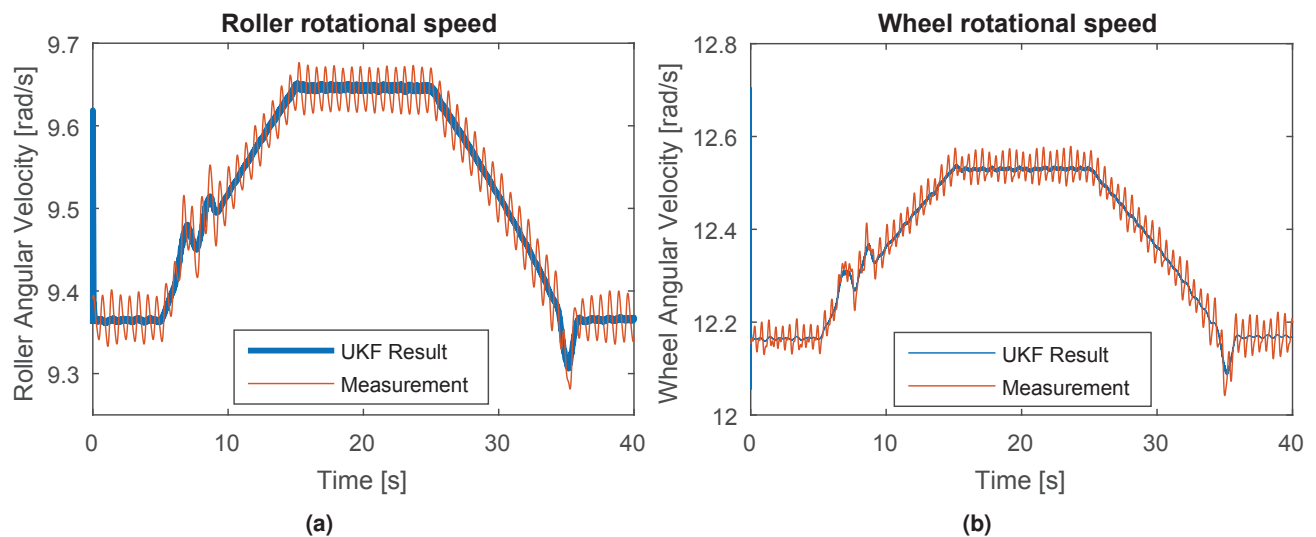 Roller rotational speed
9.7
9.6
9.5
9.4
9.3
Roller Angular Velocity [rad/s]
UKF Result
Measurement
0
10
20
30
40
Time [s]
(a)
Wheel rotational speed
12.8
12.6
12.4
12.2
12
Wheel Angular Velocity [rad/s]
UKF Result
Measurement
0
10
20
30
40
Time [s]
(b)